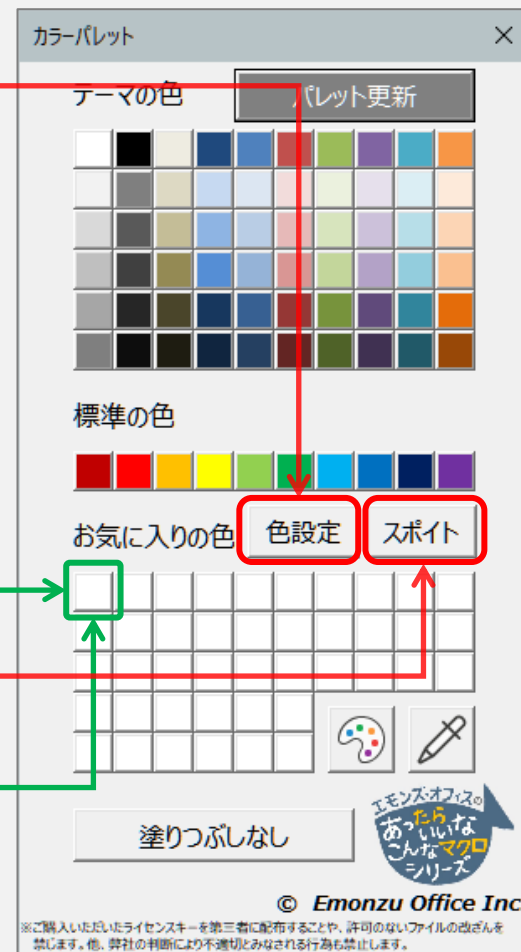 カラーパレット
テーマの色 パレット更新
標準の色
お気に入りの色 色設定 スポイト
塗りつぶしなし
エモンズ・オフィスの
あったら
いいな
こんなマクロ
シリーズ
© Emonzu Office Inc
※ご購入いただいたライセンスキーを第三者に配布することや、許可のないファイルの改ざんを
禁じます。他、弊社の判断により不適切とみなされる行為も禁止します。